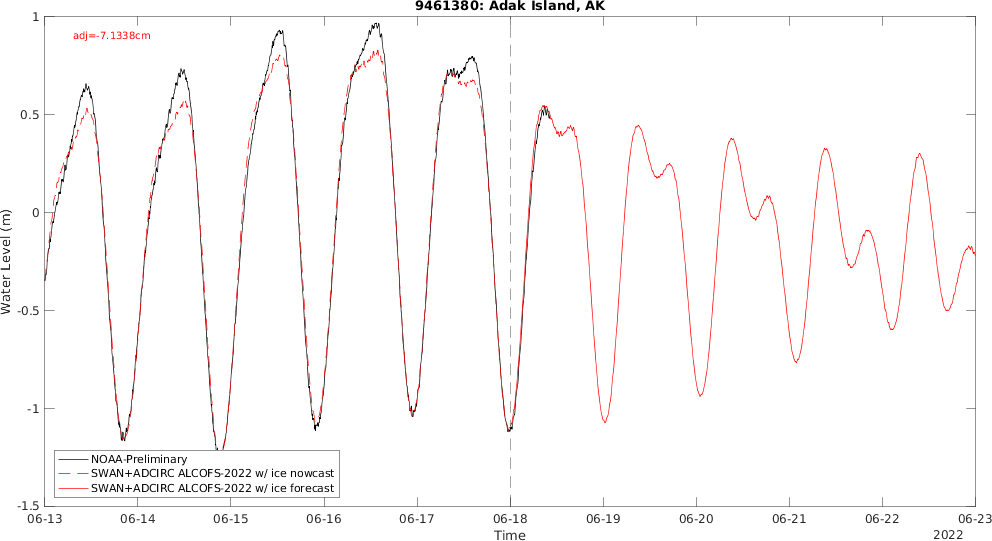 9461380: Adak Island, AK
adj=-7.1338cm
1
0.5
0
-0.5
-1
-1.5
Water Level (m)
NOAA-Preliminary
SWAN+ADCIRC ALCOFS-2022 w/ ice nowcast
SWAN+ADCIRC ALCOFS-2022 w/ ice forecast
06-13 06-14 06-15 06-16 06-17 06-18 06-19 06-20 06-21 06-22 06-23
Time
2022